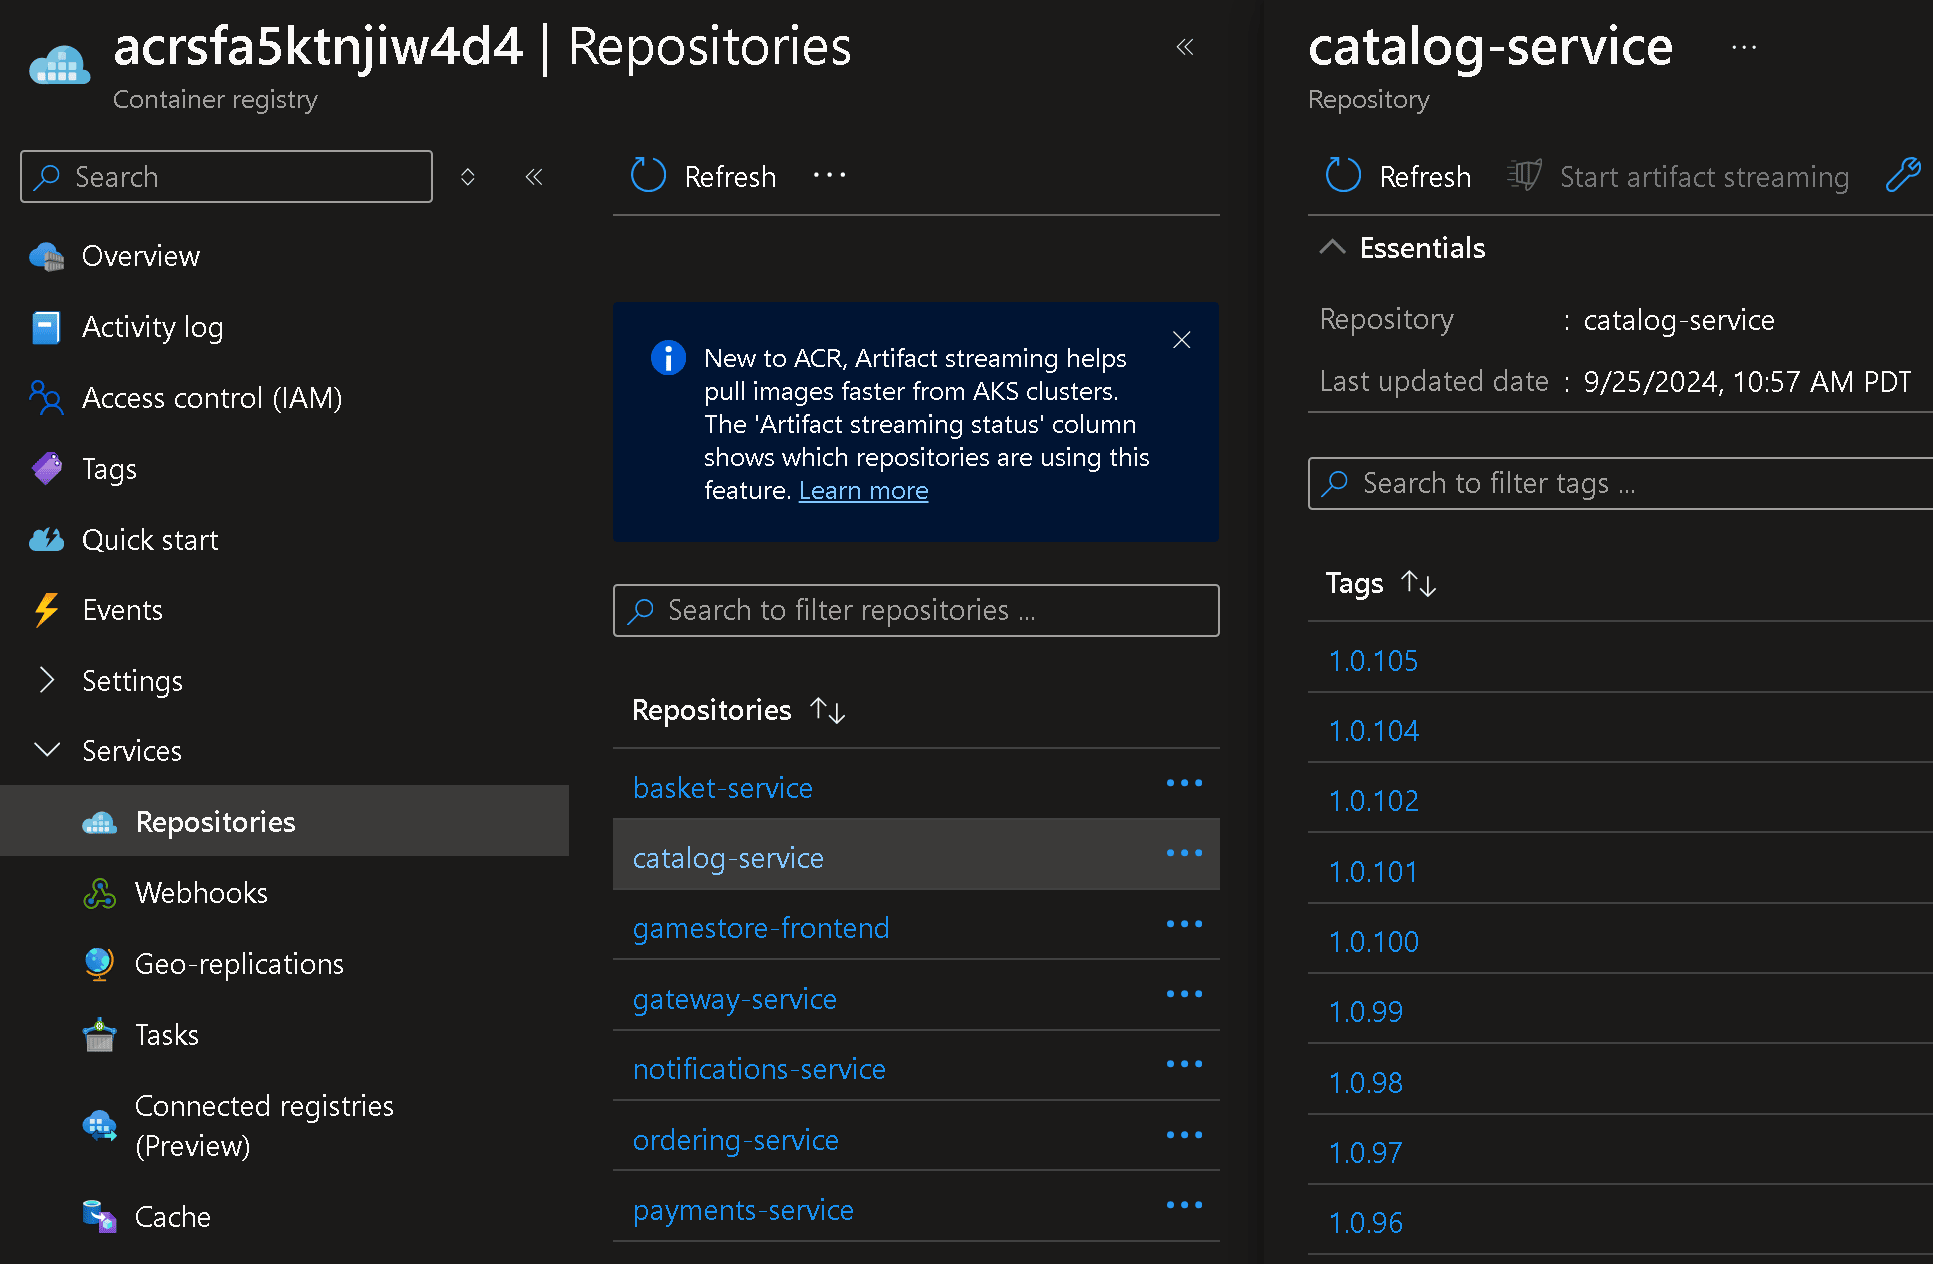 acrsfa5ktnjiw4d4 | Repositories
Container registry
Search
Overview
Activity log
Access control (IAM)
Tags
Quick start
Events
Settings
Services
Repositories
Webhooks
Geo-replications
Tasks
Connected registries
(Preview)
Cache
Refresh
New to ACR, Artifact streaming helps
pull images faster from AKS clusters.
The 'Artifact streaming status' column
shows which repositories are using this
feature. Learn more
Search to filter repositories ...
Repositories
basket-service
catalog-service
gamestore-frontend
gateway-service
notifications-service
ordering-service
payments-service
catalog-service
Repository
Refresh
Start artifact streaming
Essentials
Repository : catalog-service
Last updated date : 9/25/2024, 10:57 AM PDT
Search to filter tags ...
Tags
1.0.105
1.0.104
1.0.102
1.0.101
1.0.100
1.0.99
1.0.98
1.0.97
1.0.96